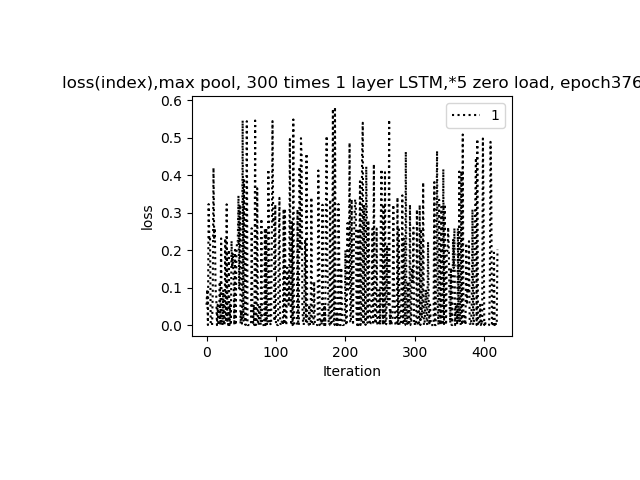 loss(index),max pool, 300 times 1 layer LSTM,*5 zero load, epoch376
0.6
0.5
0.4
0.3
0.2
0.1
0.0
loss
1
0 100 200 300 400
Iteration